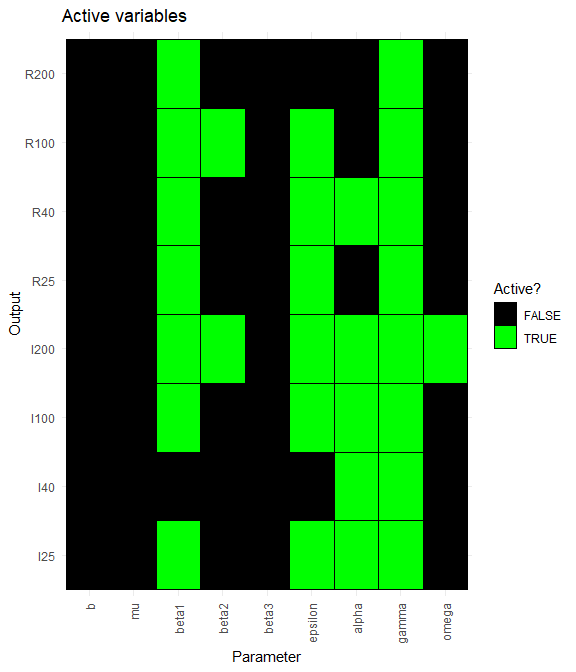 Active variables
Output
R200
R100
R40
R25
I200
I100
I40
I25
b
mu
beta1
beta2
beta3
epsilon
alpha
gamma
omega
Parameter
Active?
FALSE
TRUE